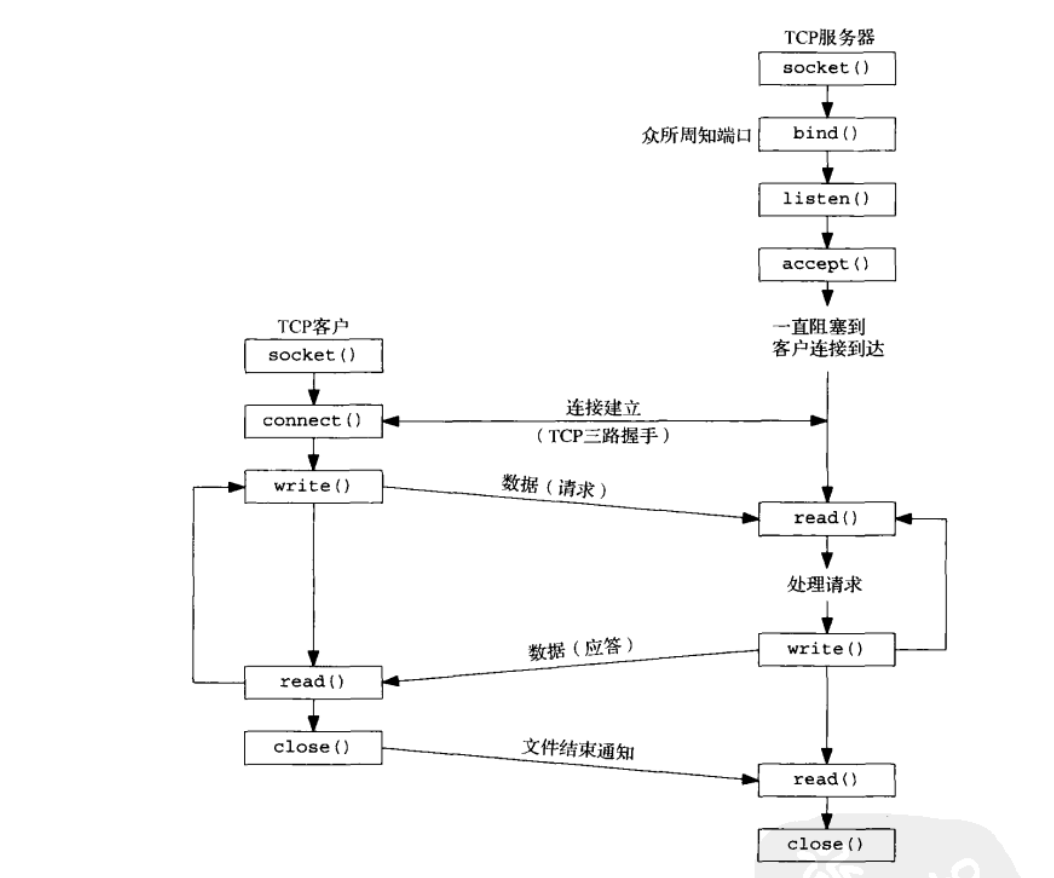 TCP服务器
socket()
众所周知端口
bind()
listen()
accept()
一直阻塞到
客户连接到达
TCP客户
socket()
connect()
连接建立
（TCP三路握手）
write()
数据（请求）
read()
处理请求
数据（应答）
write()
read()
close()
文件结束通知
read()
close()